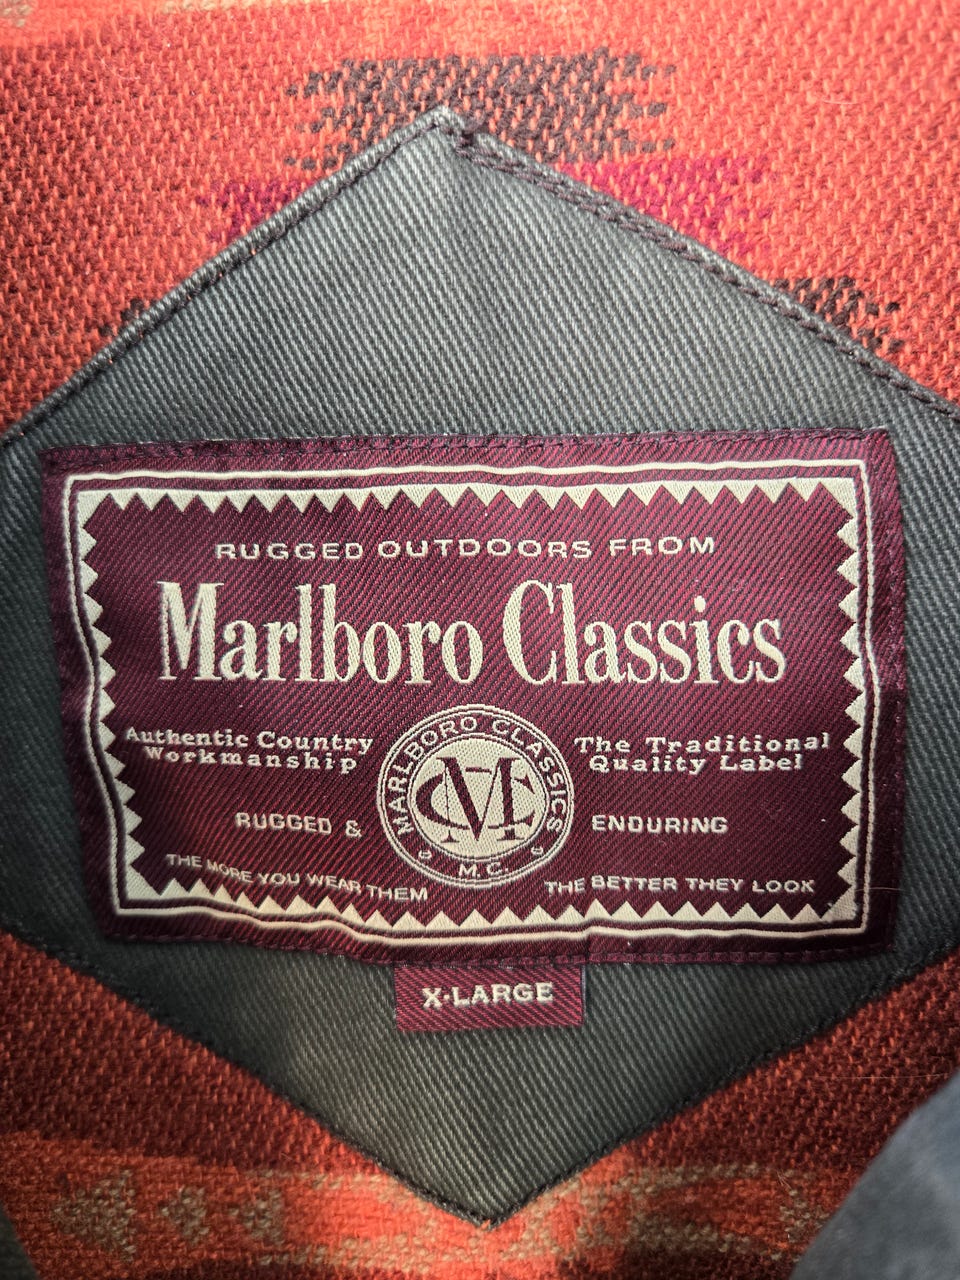 RUGGED OUTDOORS FROM
Marlboro Classics
Authentic Country
Workmanship
The Traditional
Quality Label
MARLBORO CLASSICS
MC
M.C.
RUGGED &
ENDURING
THE MORE YOU WEAR THEM
THE BETTER THEY LOOK
X·LARGE